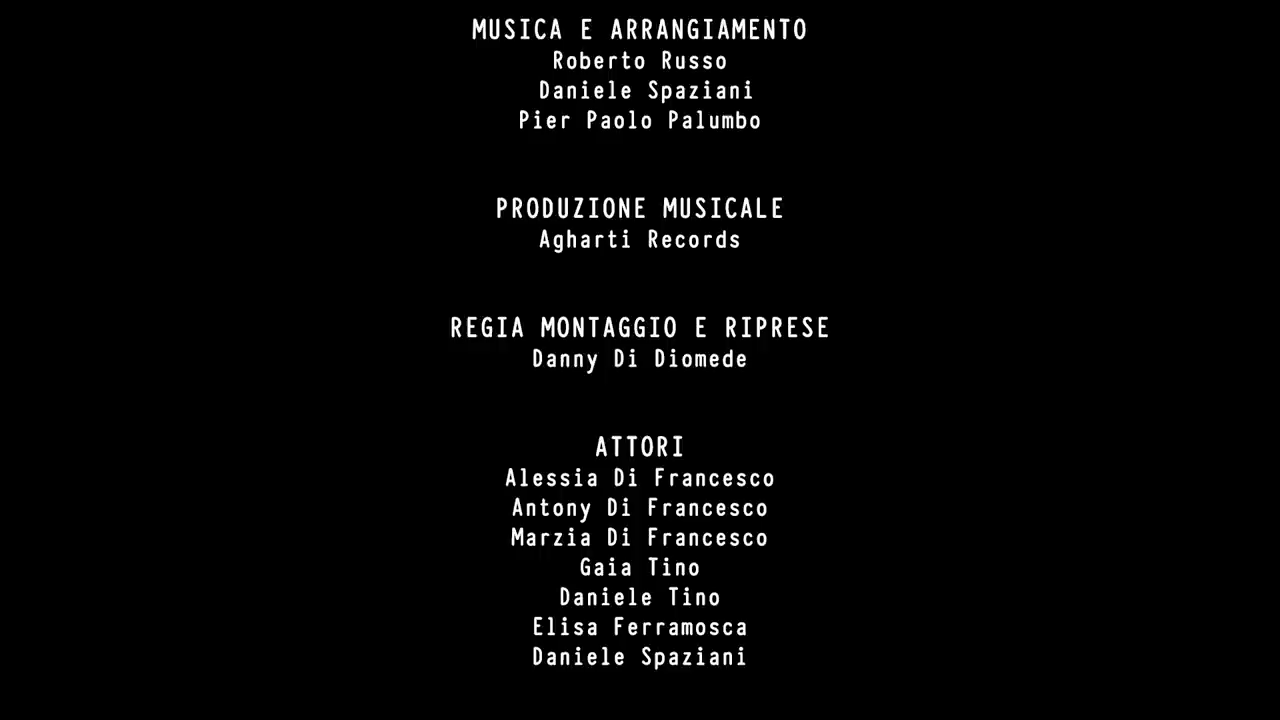 MUSICA E ARRANGIAMENTO
Roberto Russo
Daniele Spaziani
Pier Paolo Palumbo
PRODUZIONE MUSICALE
Agharti Records
REGIA MONTAGGIO E RIPRESE
Danny Di Diomede
ATTORI
Alessia Di Francesco
Antony Di Francesco
Marzia Di Francesco
Gaia Tino
Daniele Tino
Elisa Ferramosca
Daniele Spaziani